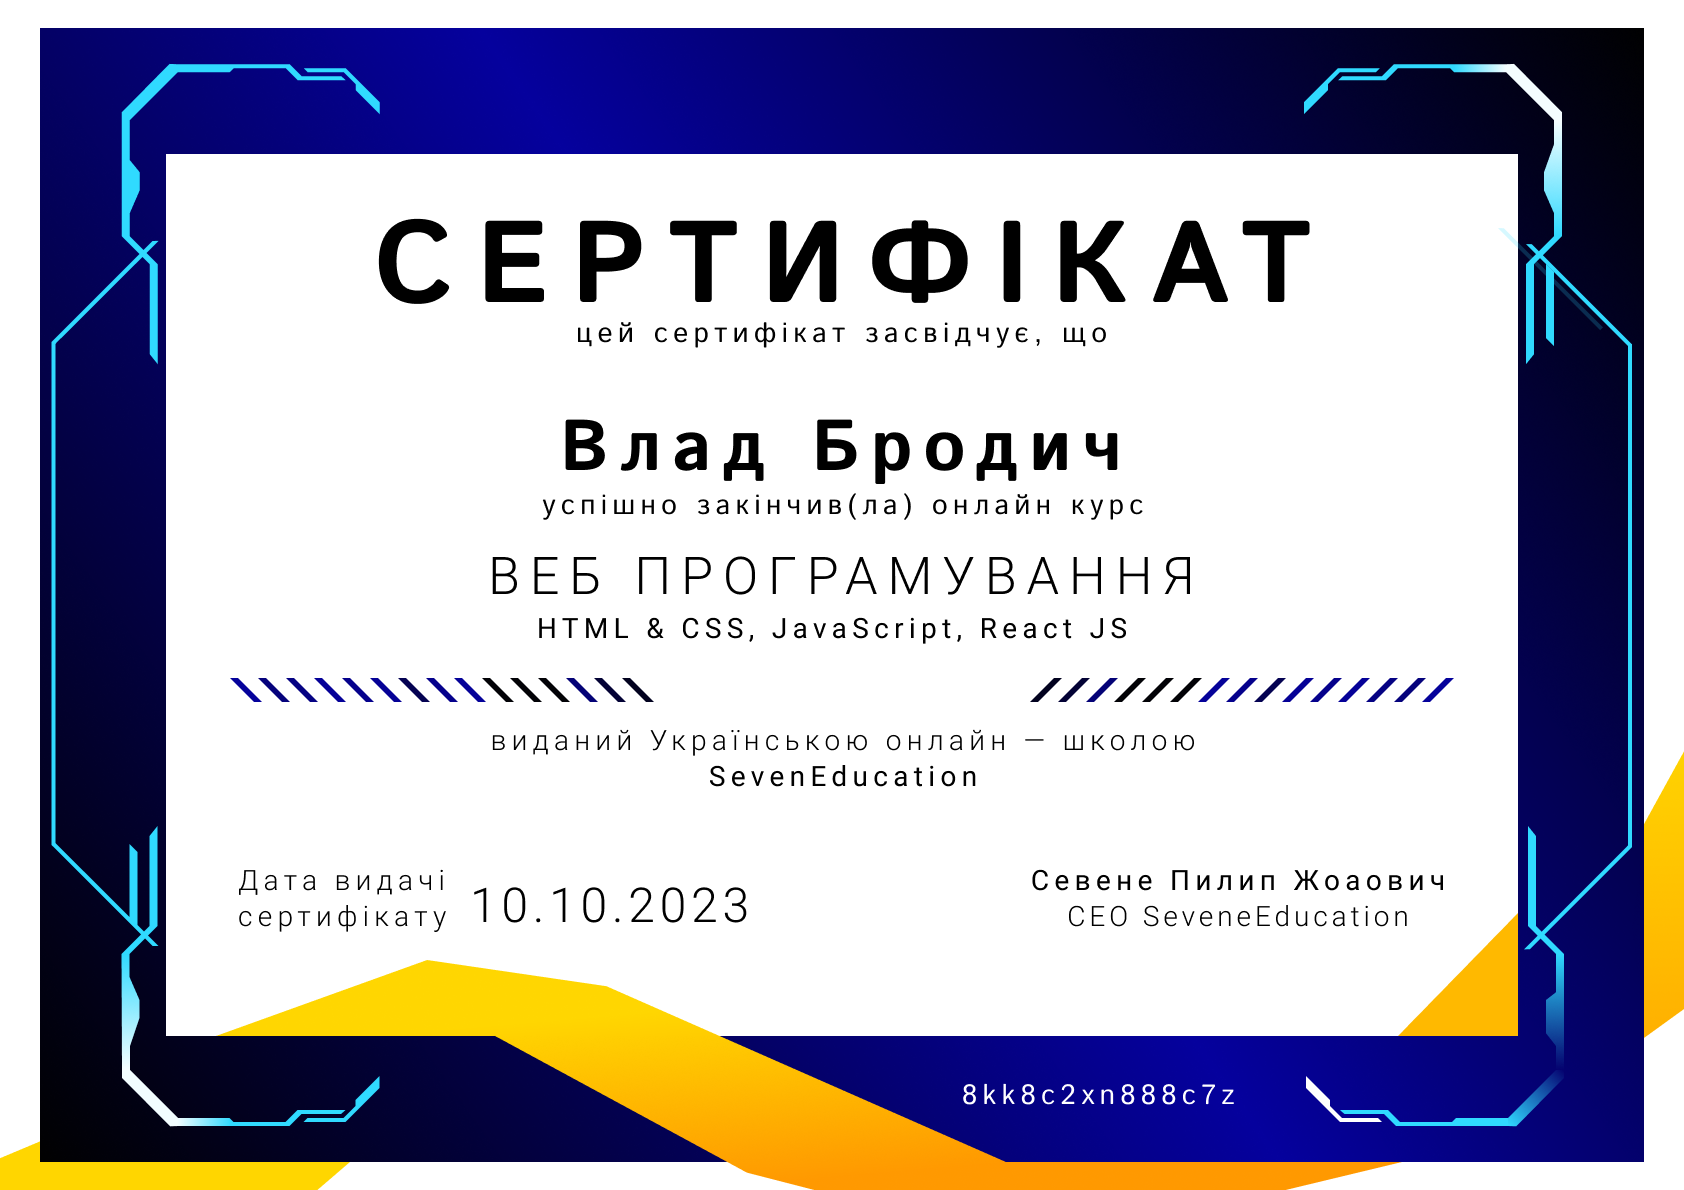 СЕРТИФІКАТ
цей сертифікат засвідчує, що
Влад Бродич
успішно закінчив(ла) онлайн курс
ВЕБ ПРОГРАМУВАННЯ
HTML & CSS, JavaScript, React JS
виданий Українською онлайн — школою
SevenEducation
Дата видачі
сертифікату
10.10.2023
Севене Пилип Жоаович
CEO SeveneEducation
8kk8c2xn888c7z